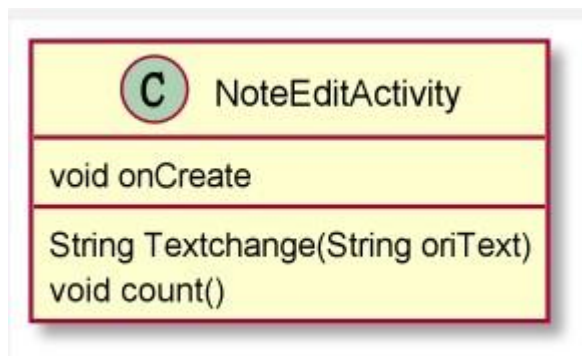 C NoteEditActivity
void onCreate
String Textchange(String oriText)
void count()